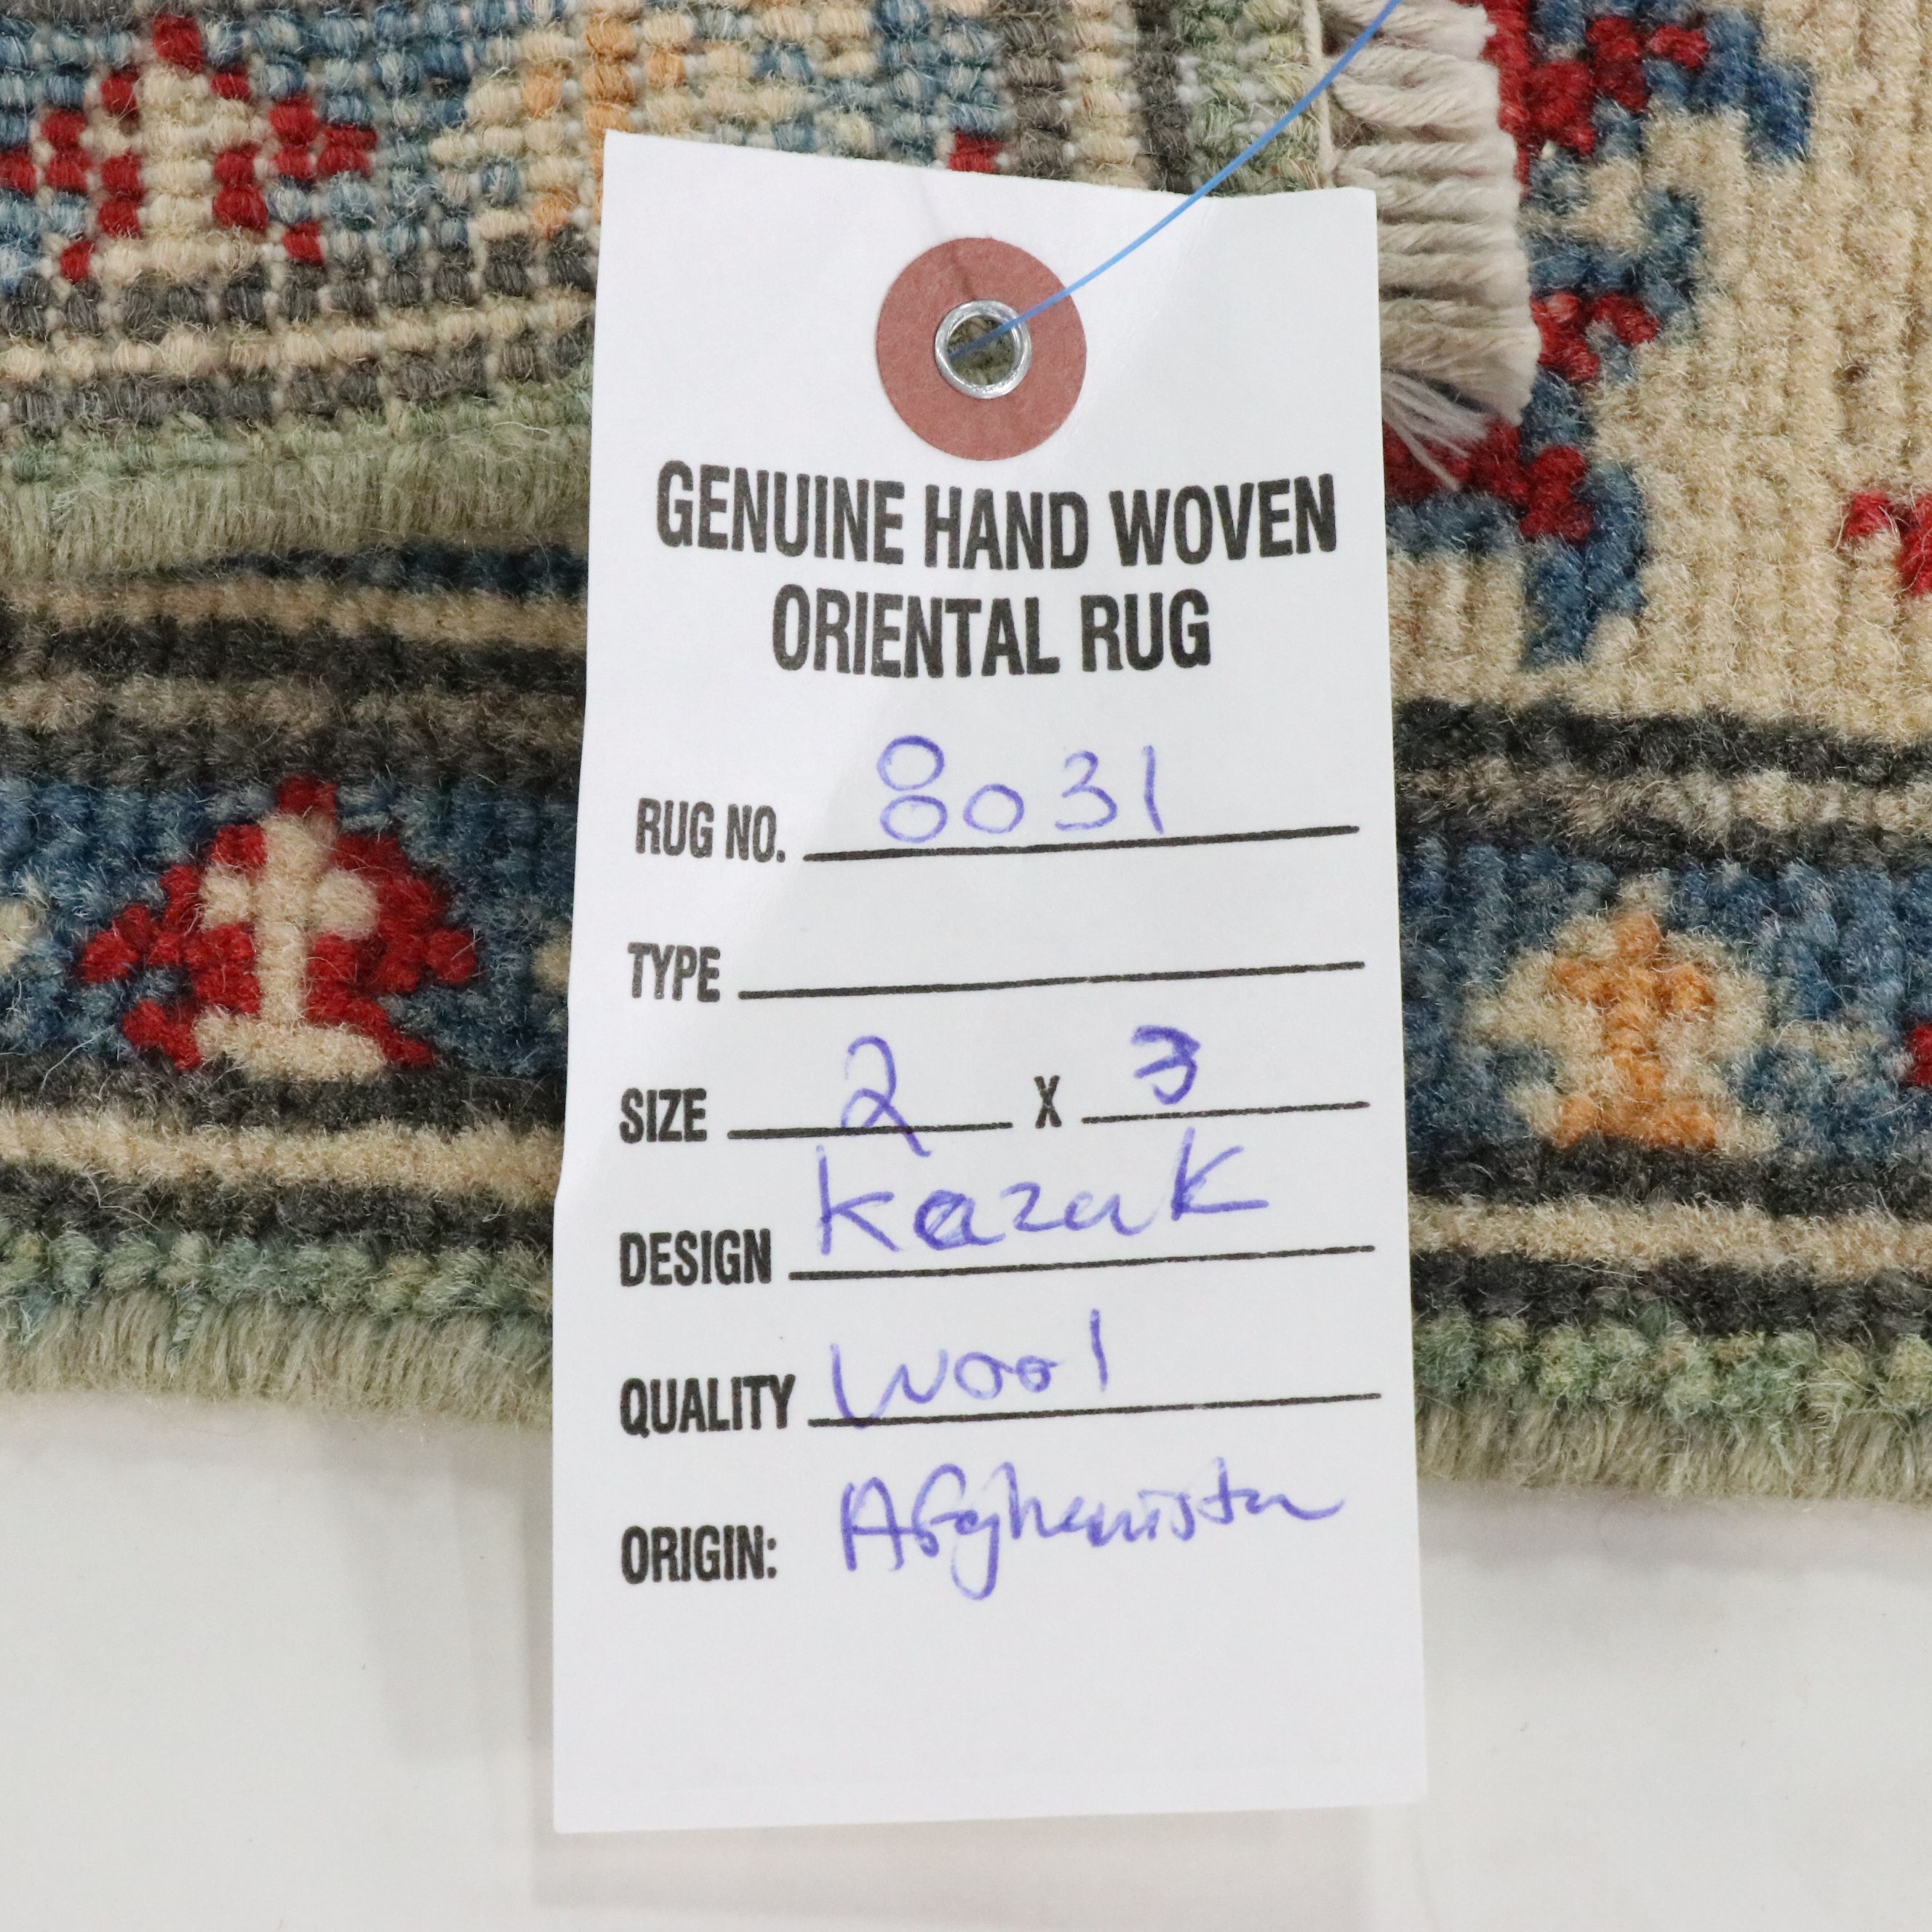 GENUINE HAND WOVEN
ORIENTAL RUG
RUG NO. 8031
TYPE
SIZE 2 X 3
DESIGN Kazak
QUALITY Wool
ORIGIN: Afghanistan